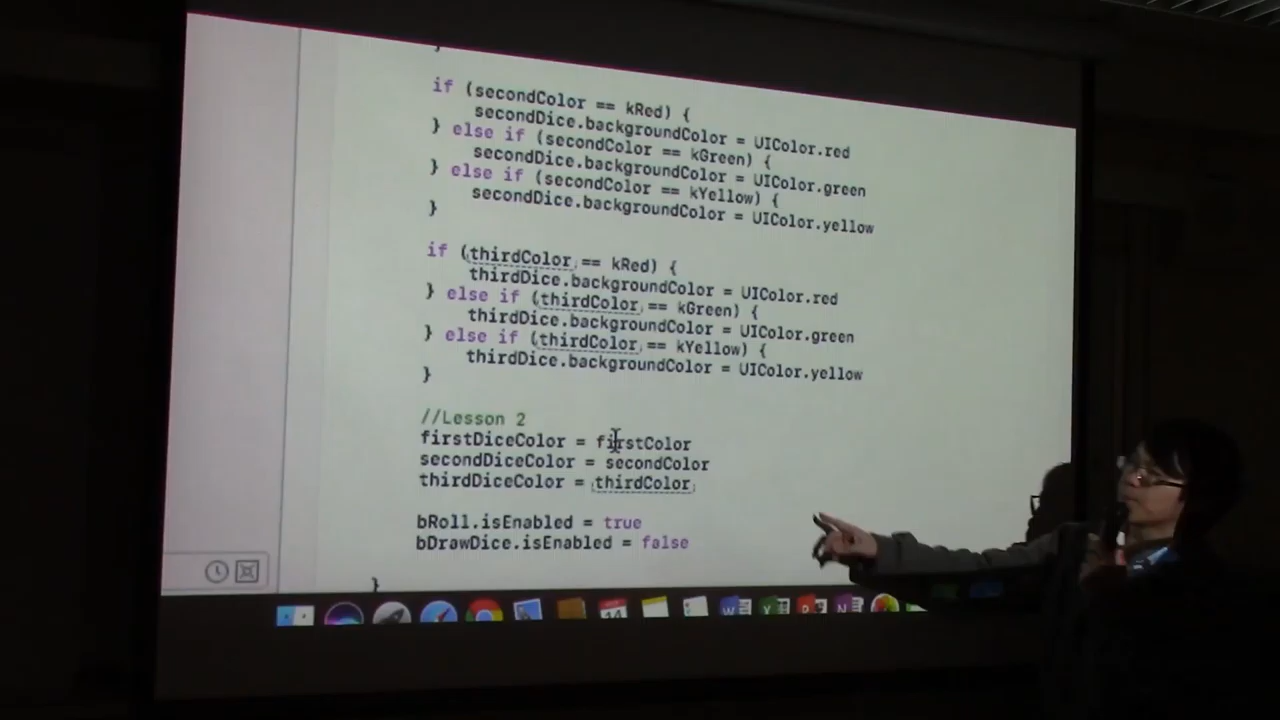 }
if (secondColor == kRed) {
secondDice.backgroundColor = UIColor.red
} else if (secondColor == kGreen) {
secondDice.backgroundColor = UIColor.green
} else if (secondColor == kYellow) {
secondDice.backgroundColor = UIColor.yellow
}
if (thirdColor == kRed) {
thirdDice.backgroundColor = UIColor.red
} else if (thirdColor == kGreen) {
thirdDice.backgroundColor = UIColor.green
} else if (thirdColor == kYellow) {
thirdDice.backgroundColor = UIColor.yellow
}
//Lesson 2
firstDiceColor = firstColor
secondDiceColor = secondColor
thirdDiceColor = thirdColor
bRoll.isEnabled = true
bDrawDice.isEnabled = false
}
14 W X P N